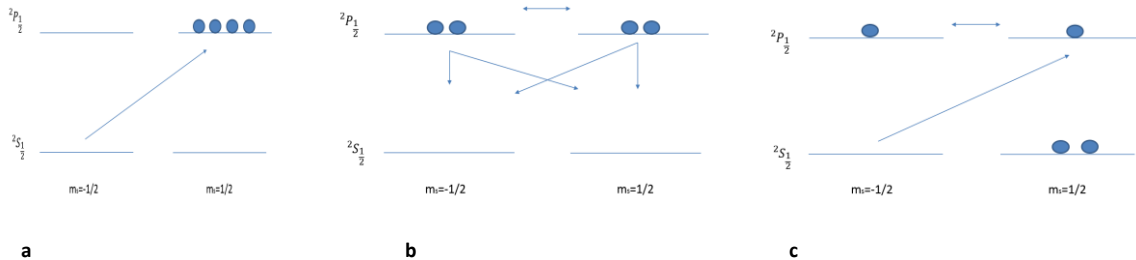 ²P½
²S½
mₛ=-1/2 mₛ=1/2
a
²P½
²S½
mₛ=-1/2 mₛ=1/2
b
²P½
²S½
mₛ=-1/2 mₛ=1/2
c